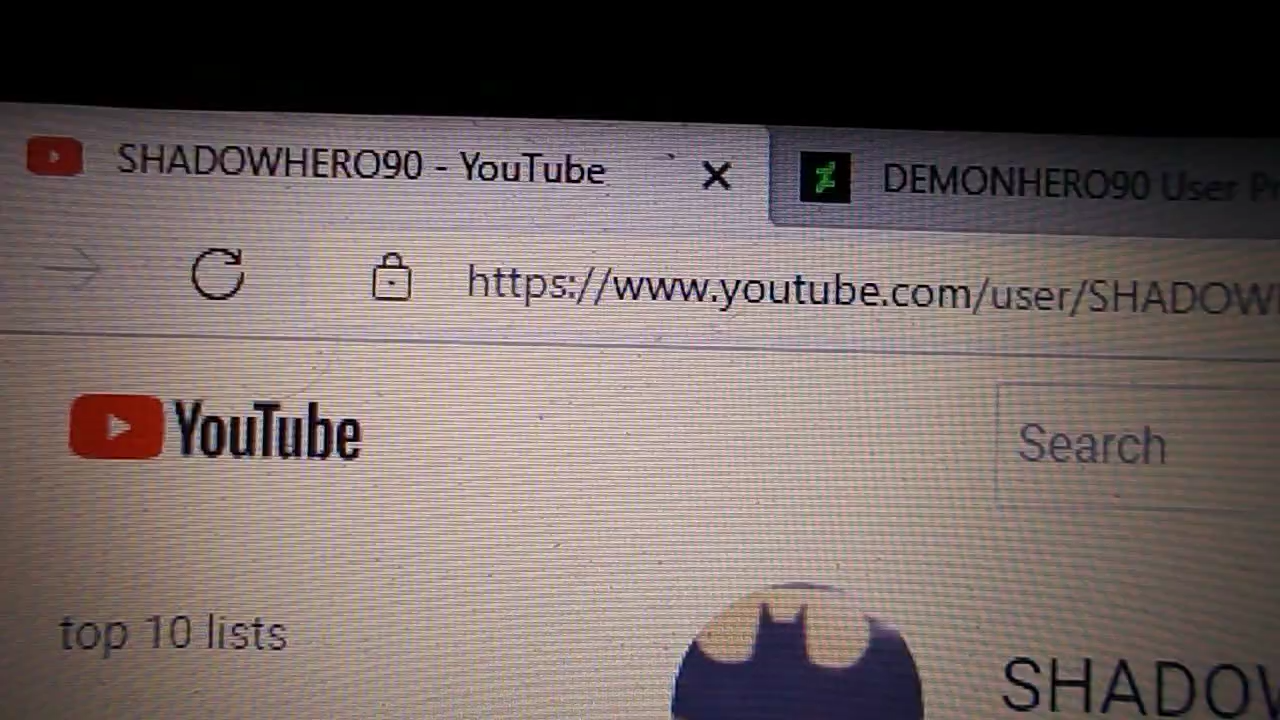 SHADOWHERO90 - YouTube
DEMONHERO90 User P
https://www.youtube.com/user/SHADOW
YouTube
Search
top 10 lists
SHADOW